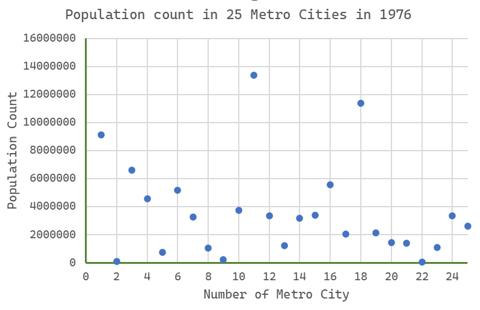 Population count in 25 Metro Cities in 1976
16000000
14000000
12000000
10000000
8000000
6000000
4000000
2000000
0
Population Count
0 2 4 6 8 10 12 14 16 18 20 22 24
Number of Metro City